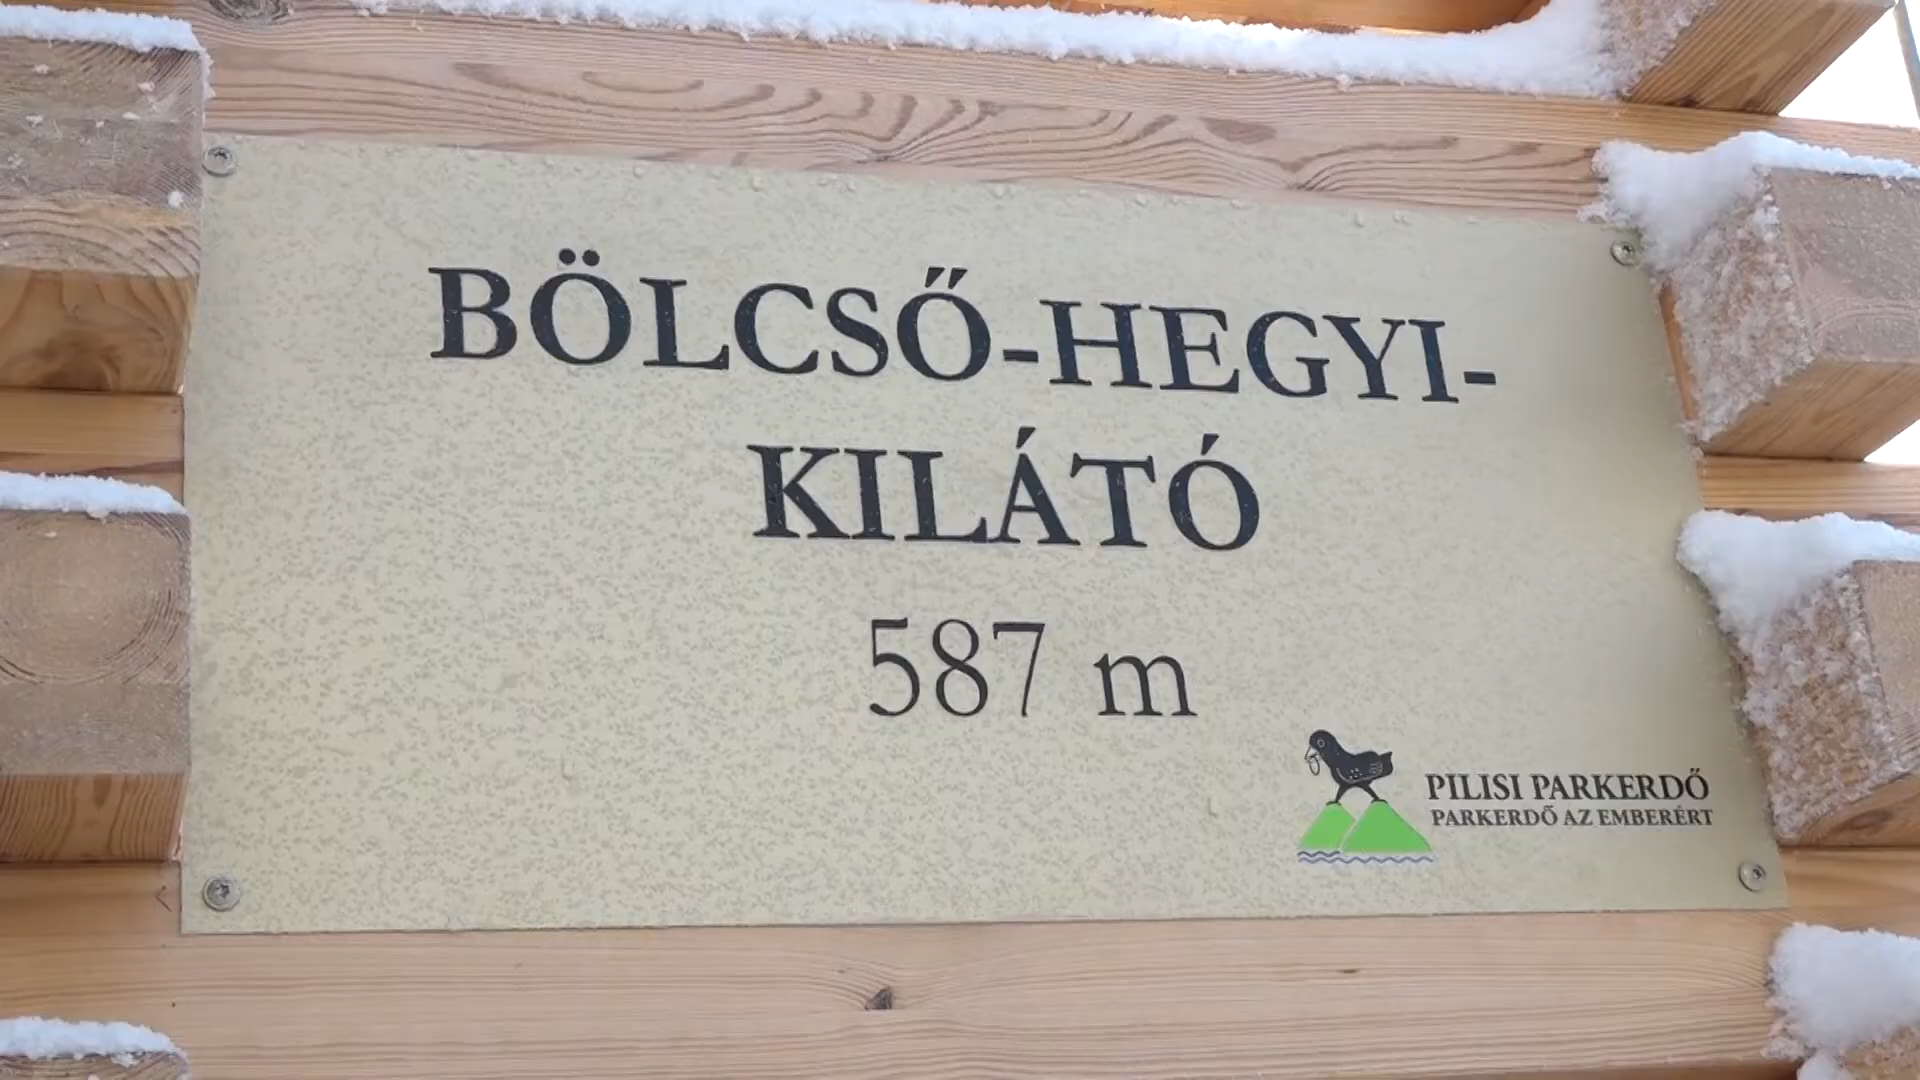 BÖLCSŐ-HEGYI-
KILÁTÓ
587 m
PILISI PARKERDŐ
PARKERDŐ AZ EMBERÉRT